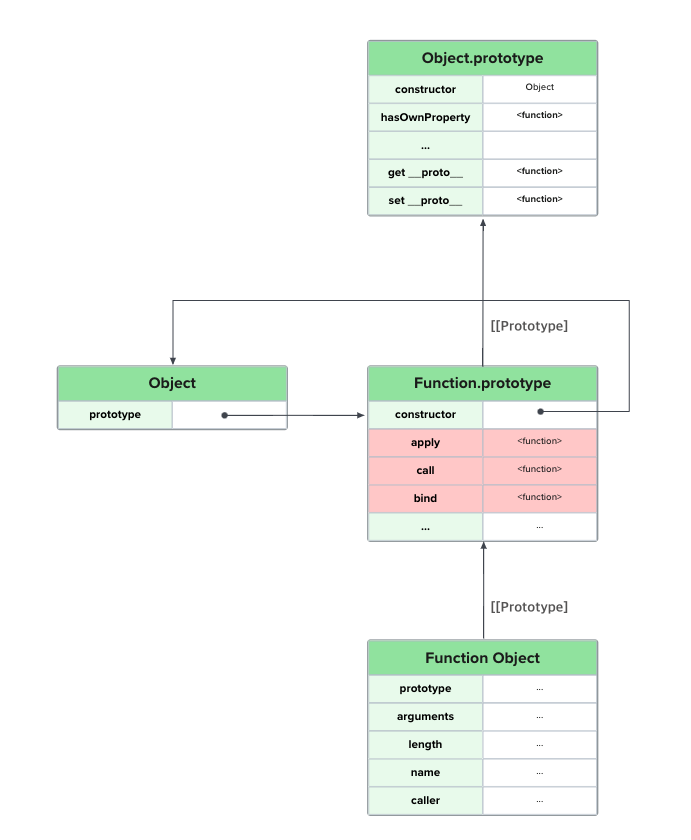 Object.prototype
constructor Object
hasOwnProperty <function>
...
get __proto__ <function>
set __proto__ <function>
[[Prototype]
Object
prototype
Function.prototype
constructor
apply <function>
call <function>
bind <function>
... ...
[[Prototype]
Function Object
prototype ...
arguments ...
length ...
name ...
caller ...